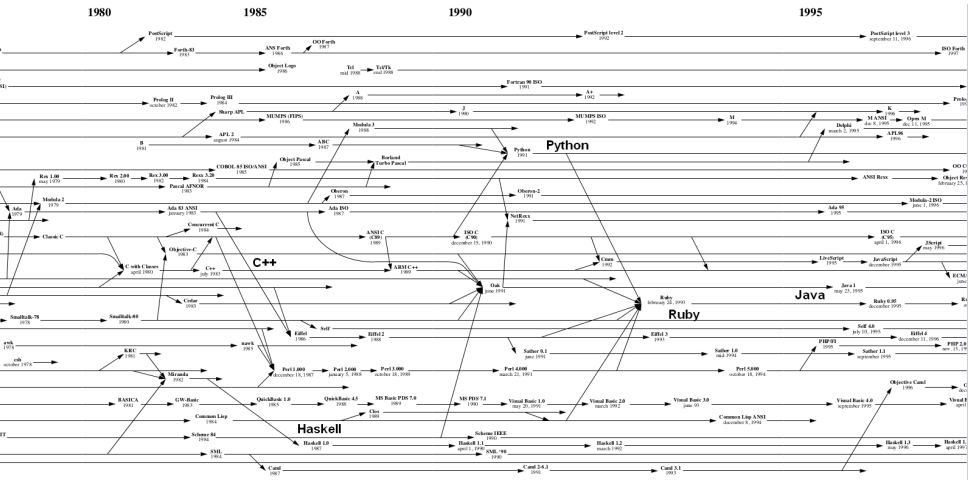 1980 1985 1990 1995
PostScript
1982
PostScript level 2
1992
PostScript level 3
september 11, 1996
Forth-83
1983
ANS Forth
1986
OO Forth
1987
ISO Forth
1997
Object Logo
1986
Tcl
mid 1988
Tcl/Tk
end 1988
Fortran 90 ISO
1991
Prolog II
october 1982
Prolog III
1984
A
1988
A+
1992
Sharp APL
MUMPS (FIPS)
1986
J
1990
MUMPS ISO
1992
M
1994
K
1996
M ANSI
dec 8, 1995
Open M
dec 11, 1995
APL 2
august 1984
Modula 3
1988
Delphi
march 2, 1995
APL96
1996
B
1981
ABC
1987
Python
1991
Python
COBOL 85 ISO/ANSI
1985
Object Pascal
1985
Borland
Turbo Pascal
Rex 1.00
may 1979
Rex 2.00
1980
Rex 3.00
1982
Rexx 3.20
1984
ANSI Rexx
Pascal AFNOR
1983
Oberon
1987
Oberon-2
1991
Modula 2
1979
Modula-2 ISO
june 1, 1996
Ada
1979
Ada 83 ANSI
january 1983
Ada ISO
1987
NetRexx
1991
Ada 95
1995
Classic C
Concurrent C
1984
ANSI C
(C89)
1989
ISO C
(C90)
december 15, 1990
ISO C
(C95)
april 1, 1996
JScript
may 1996
Objective-C
1983
C++
C with Classes
april 1980
C++
july 1983
ARM C++
1989
Cmm
1992
LiveScript
1995
JavaScript
december 1995
Oak
june 1991
Java 1
may 23, 1995
Java
Cedar
1983
Ruby
february 24, 1993
Ruby 0.95
december 1995
Ruby
Smalltalk-78
1978
Smalltalk-80
1980
Self
Self 4.0
july 10, 1995
Eiffel
1986
Eiffel 2
1988
Eiffel 3
1993
Eiffel 4
december 11, 1996
awk
1978
nawk
1985
PHP/FI
1995
PHP 2.0
csh
october 1978
KRC
1981
Sather 0.1
june 1991
Sather 1.0
mid-1994
Sather 1.1
september 1995
Miranda
1982
Perl 1.000
december 18, 1987
Perl 2.000
january 5, 1988
Perl 3.000
october 18, 1989
Perl 4.000
march 21, 1991
Perl 5.000
october 18, 1994
Objective Caml
1996
BASICA
1981
GW-Basic
1983
QuickBasic 1.0
1985
QuickBasic 4.5
1988
MS Basic PDS 7.0
1989
MS PDS 7.1
1990
Visual Basic 1.0
may 20, 1991
Visual Basic 2.0
march 1992
Visual Basic 3.0
june 93
Visual Basic 4.0
september 1995
Common Lisp
1984
Clos
1988
Common Lisp ANSI
december 8, 1994
Haskell
Scheme 84
1984
Scheme IEEE
1990
Haskell 1.0
1987
Haskell 1.1
april 1, 1990
Haskell 1.2
march 1992
Haskell 1.3
may 1996
SML
1984
SML '90
1990
Caml
1987
Caml 2-6.1
1991
Caml 3.1
1993